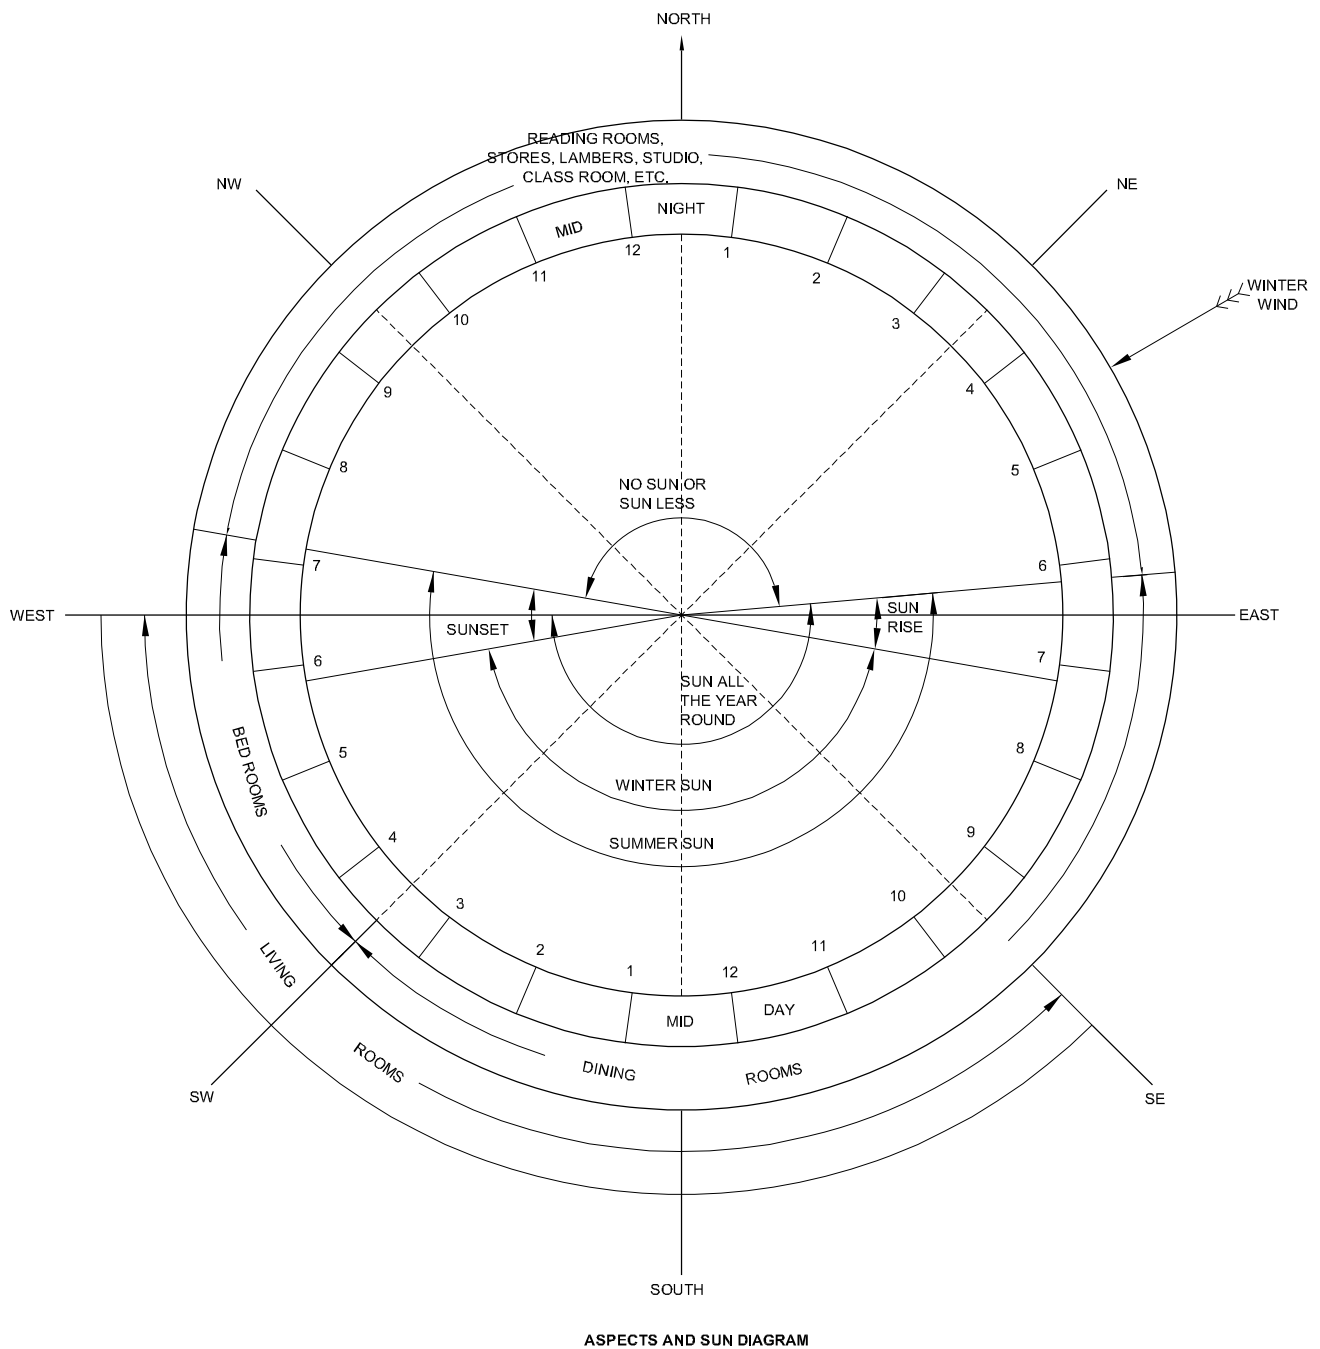 NORTH
READING ROOMS,
STORES, LAMBERS, STUDIO,
CLASS ROOM, ETC.
NW
NE
NIGHT
MID
12
1
11
2
10
3
9
4
8
5
7
6
WINTER
WIND
NO SUN OR
SUN LESS
WEST
EAST
SUNSET
SUN
RISE
6
7
SUN ALL
THE YEAR
ROUND
BED ROOMS
5
8
WINTER SUN
4
9
SUMMER SUN
3
10
2
11
1
12
LIVING
ROOMS
MID
DAY
DINING
ROOMS
SW
SE
SOUTH
ASPECTS AND SUN DIAGRAM